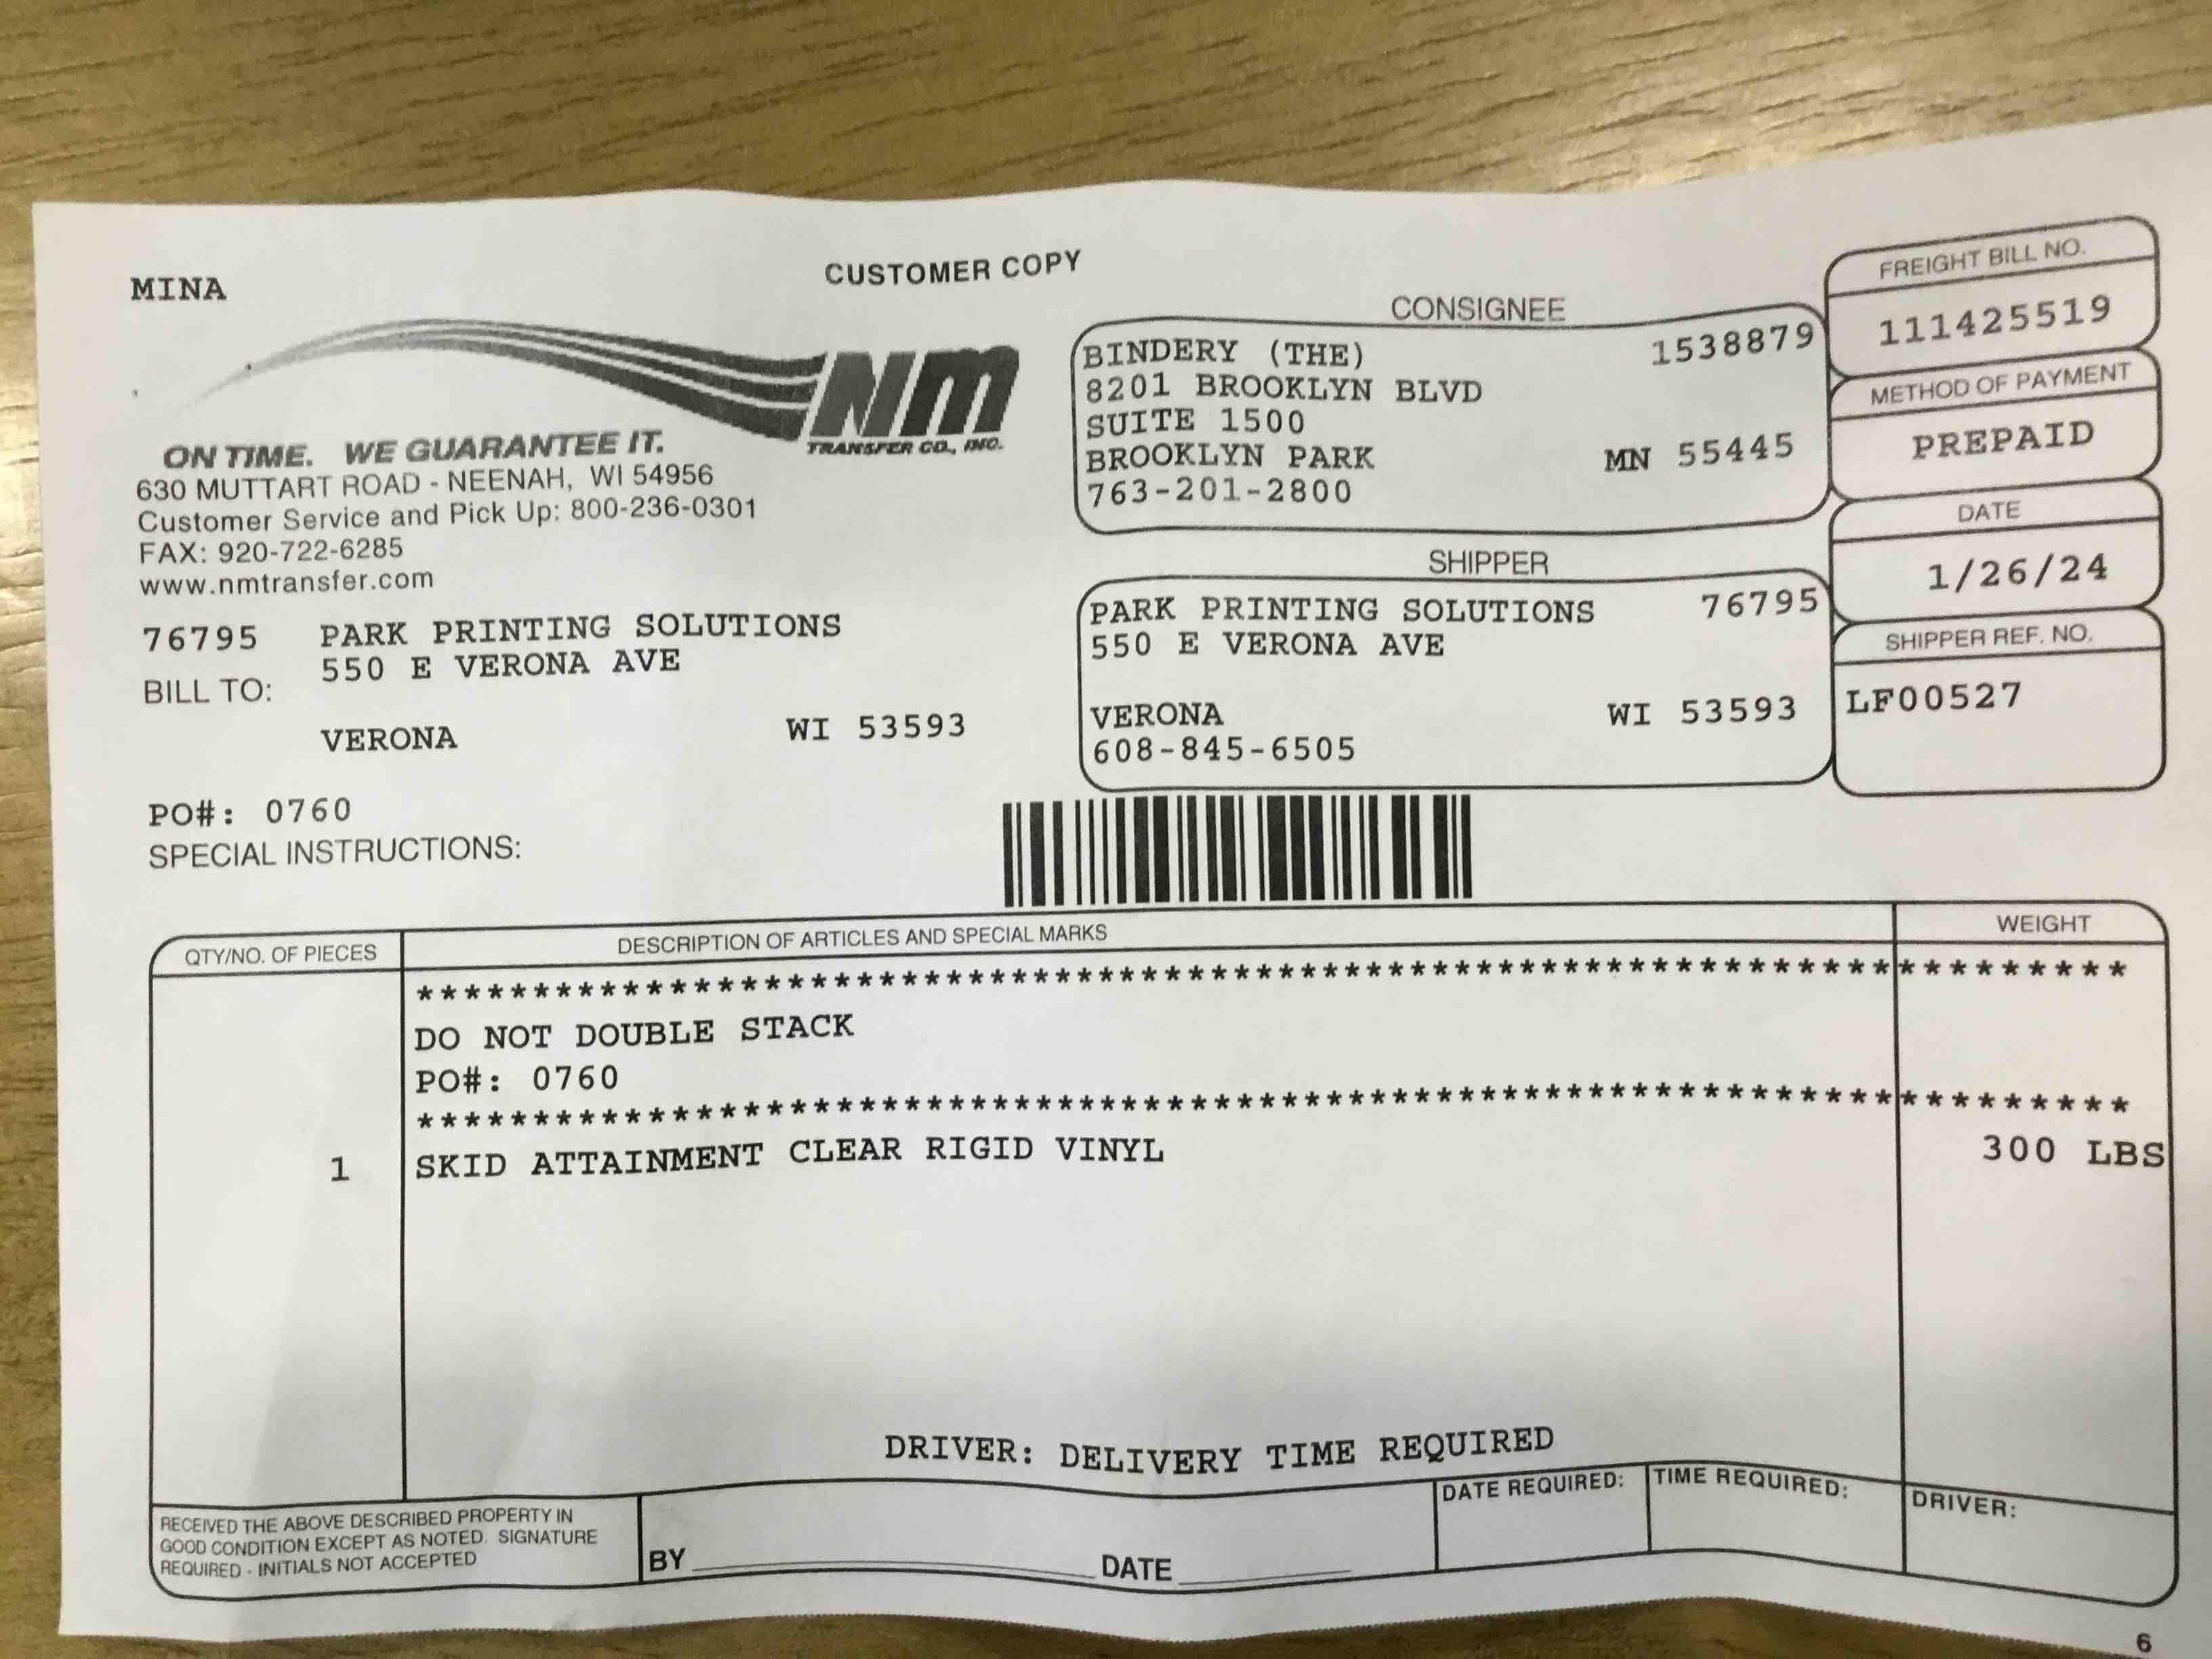 MINA
CUSTOMER COPY
NM
TRANSFER CO., INC.
ON TIME. WE GUARANTEE IT.
630 MUTTART ROAD - NEENAH, WI 54956
Customer Service and Pick Up: 800-236-0301
FAX: 920-722-6285
www.nmtransfer.com
76795 PARK PRINTING SOLUTIONS
550 E VERONA AVE
BILL TO:
VERONA WI 53593
PO#: 0760
SPECIAL INSTRUCTIONS:
CONSIGNEE
BINDERY (THE) 1538879
8201 BROOKLYN BLVD
SUITE 1500
BROOKLYN PARK MN 55445
763-201-2800
SHIPPER
PARK PRINTING SOLUTIONS 76795
550 E VERONA AVE
VERONA WI 53593
608-845-6505
FREIGHT BILL NO.
111425519
METHOD OF PAYMENT
PREPAID
DATE
1/26/24
SHIPPER REF. NO.
LF00527
QTY/NO. OF PIECES DESCRIPTION OF ARTICLES AND SPECIAL MARKS WEIGHT
**********************************************************************
DO NOT DOUBLE STACK
PO#: 0760
**********************************************************************
1 SKID ATTAINMENT CLEAR RIGID VINYL 300 LBS
DRIVER: DELIVERY TIME REQUIRED
RECEIVED THE ABOVE DESCRIBED PROPERTY IN
GOOD CONDITION EXCEPT AS NOTED. SIGNATURE
REQUIRED - INITIALS NOT ACCEPTED
BY DATE
DATE REQUIRED: TIME REQUIRED: DRIVER:
6